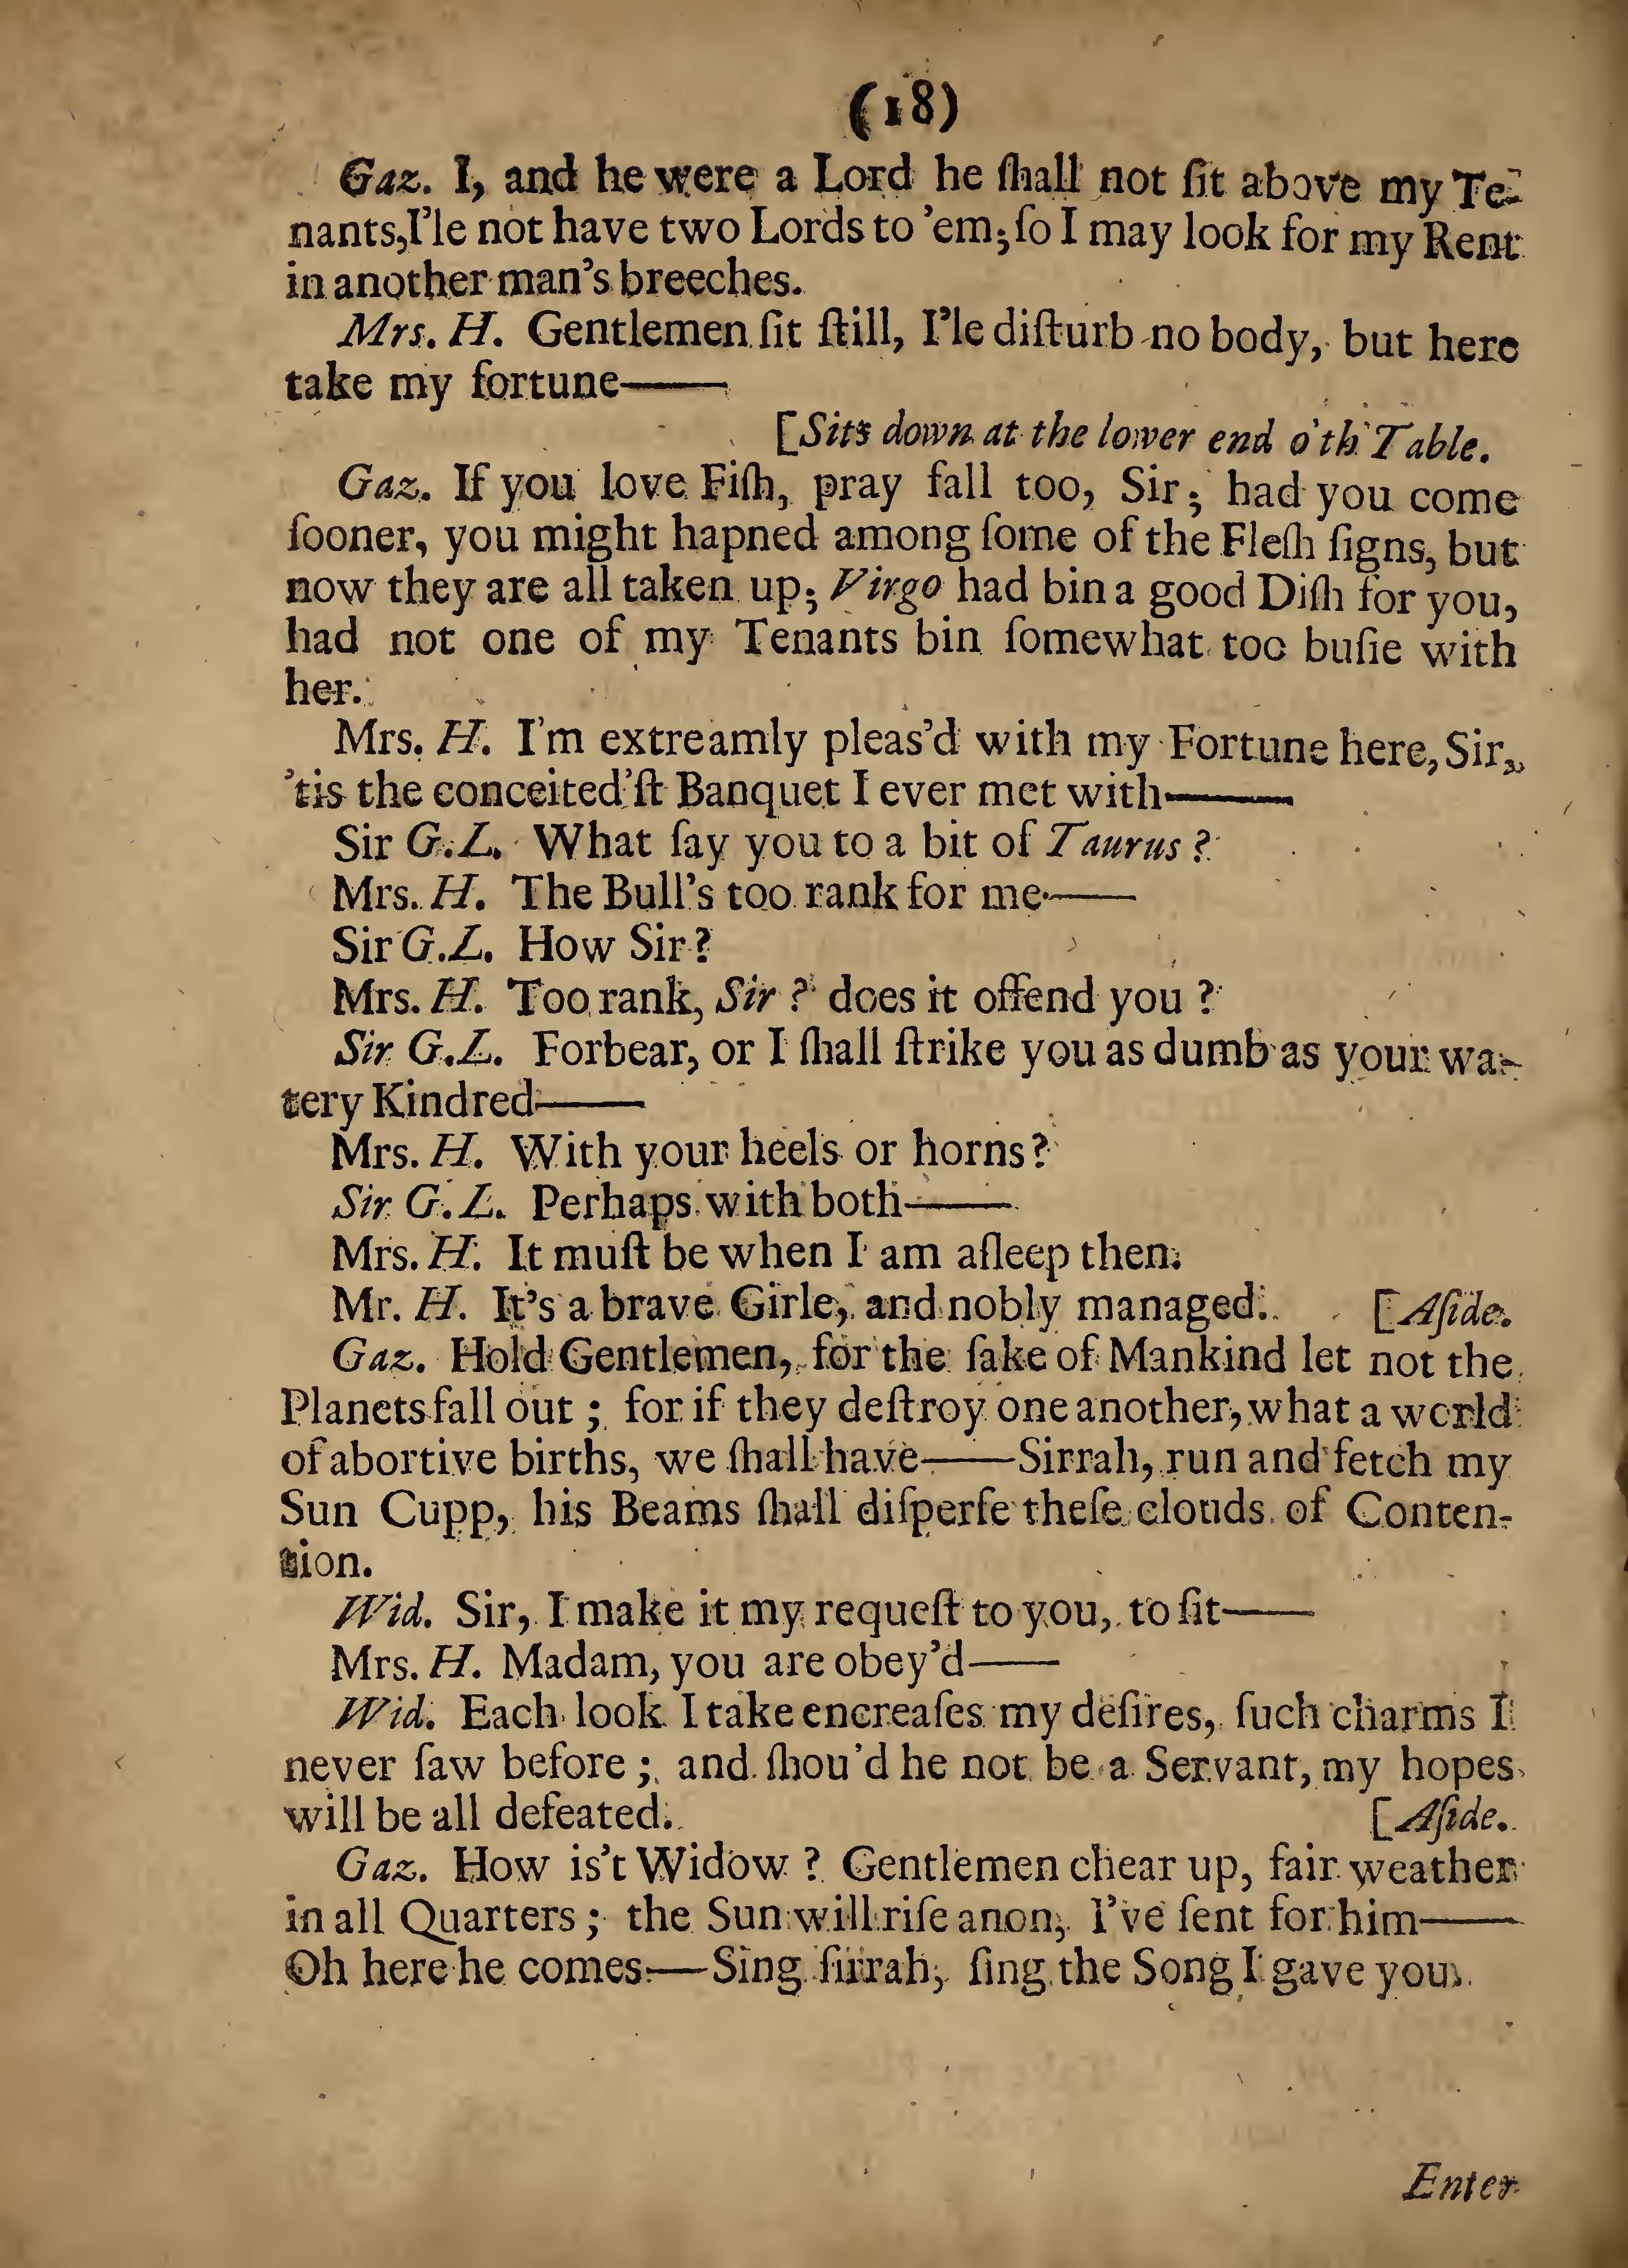 (18)
Gaz. I, and he were a Lord he ſhall not ſit above my Te-
nants, I'le not have two Lords to 'em; ſo I may look for my Rent
in another man's breeches.
Mrs. H. Gentlemen ſit ſtill, I'le diſturb no body, but here
take my fortune——
[Sits down at the lower end o'th' Table.
Gaz. If you love Fiſh, pray fall too, Sir; had you come
ſooner, you might hapned among ſome of the Fleſh ſigns, but
now they are all taken up; Virgo had bin a good Diſh for you,
had not one of my Tenants bin ſomewhat too buſie with
her.
Mrs. H. I'm extreamly pleas'd with my Fortune here, Sir,
'tis the conceited'ſt Banquet I ever met with——
Sir G.L. What ſay you to a bit of Taurus?
Mrs. H. The Bull's too rank for me——
Sir G.L. How Sir?
Mrs. H. Too rank, Sir? does it offend you?
Sir G.L. Forbear, or I ſhall ſtrike you as dumb as your wa-
tery Kindred——
Mrs. H. With your heels or horns?
Sir G.L. Perhaps with both——
Mrs. H. It muſt be when I am aſleep then.
Mr. H. It's a brave Girle, and nobly managed. [Aſide.
Gaz. Hold Gentlemen, for the ſake of Mankind let not the
Planets fall out; for if they deſtroy one another, what a world
of abortive births, we ſhall have——Sirrah, run and fetch my
Sun Cupp, his Beams ſhall diſperſe theſe clouds of Conten-
tion.
Wid. Sir, I make it my requeſt to you, to ſit——
Mrs. H. Madam, you are obey'd——
Wid. Each look I take encreaſes my deſires, ſuch charms I
never ſaw before; and ſhou'd he not be a Servant, my hopes
will be all defeated. [Aſide.
Gaz. How is't Widow? Gentlemen chear up, fair weather
in all Quarters; the Sun will riſe anon, I've ſent for him——
Oh here he comes——Sing ſirrah, ſing the Song I gave you.
Enter